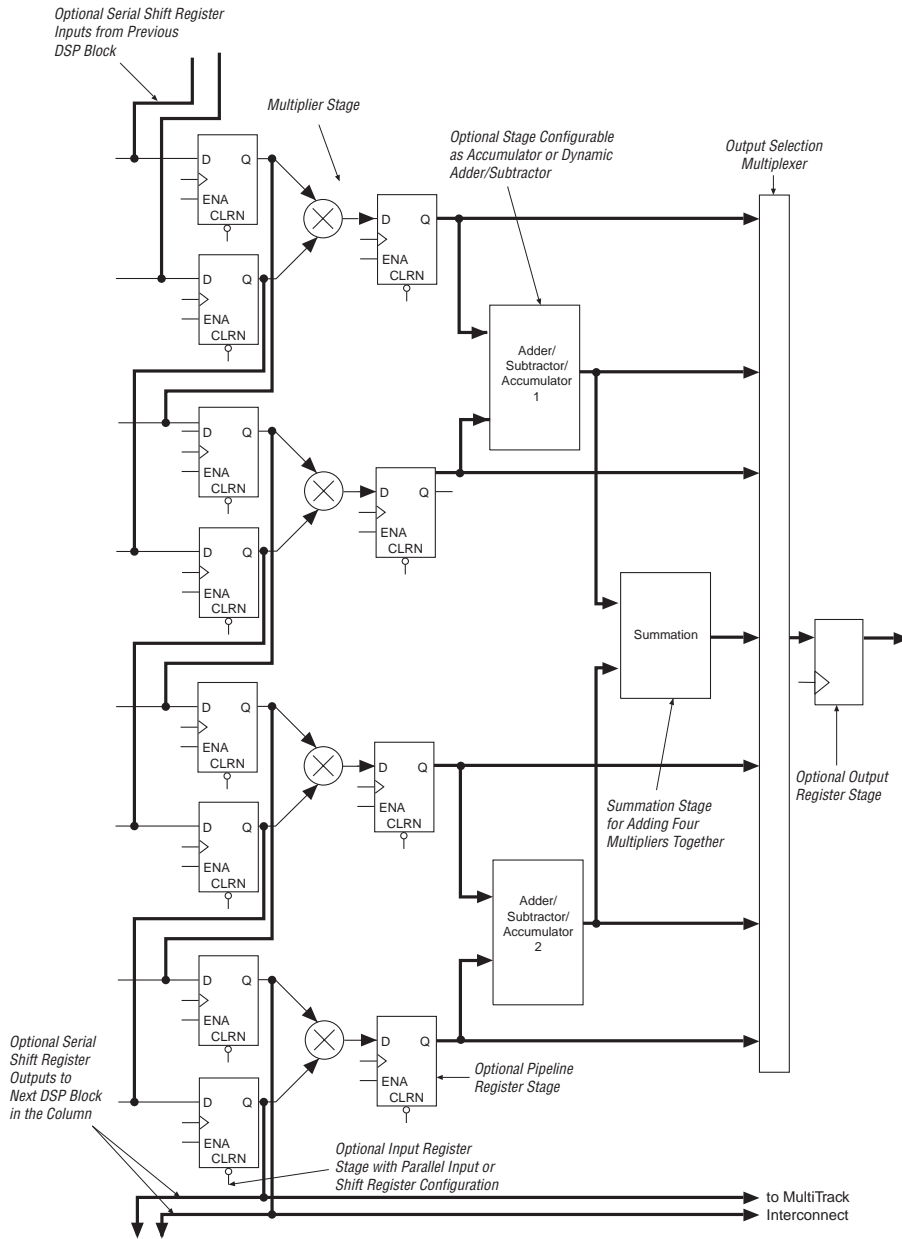 Optional Serial Shift Register
Inputs from Previous
DSP Block
Multiplier Stage
Optional Stage Configurable
as Accumulator or Dynamic
Adder/Subtractor
Output Selection
Multiplexer
D Q
ENA
CLRN
D Q
ENA
CLRN
D Q
ENA
CLRN
Adder/
Subtractor/
Accumulator
1
D Q
ENA
CLRN
D Q
ENA
CLRN
D Q
ENA
CLRN
Summation
D Q
ENA
CLRN
D Q
ENA
CLRN
D Q
ENA
CLRN
Summation Stage
for Adding Four
Multipliers Together
Optional Output
Register Stage
Adder/
Subtractor/
Accumulator
2
D Q
ENA
CLRN
D Q
ENA
CLRN
D Q
ENA
CLRN
Optional Serial
Shift Register
Outputs to
Next DSP Block
in the Column
Optional Pipeline
Register Stage
Optional Input Register
Stage with Parallel Input or
Shift Register Configuration
to MultiTrack
Interconnect